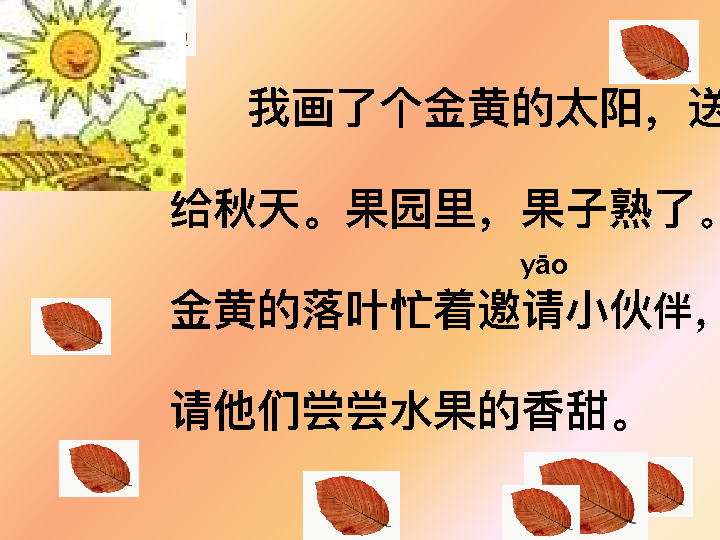 我画了个金黄的太阳，送
给秋天。果园里，果子熟了。
yāo
金黄的落叶忙着邀请小伙伴，
请他们尝尝水果的香甜。